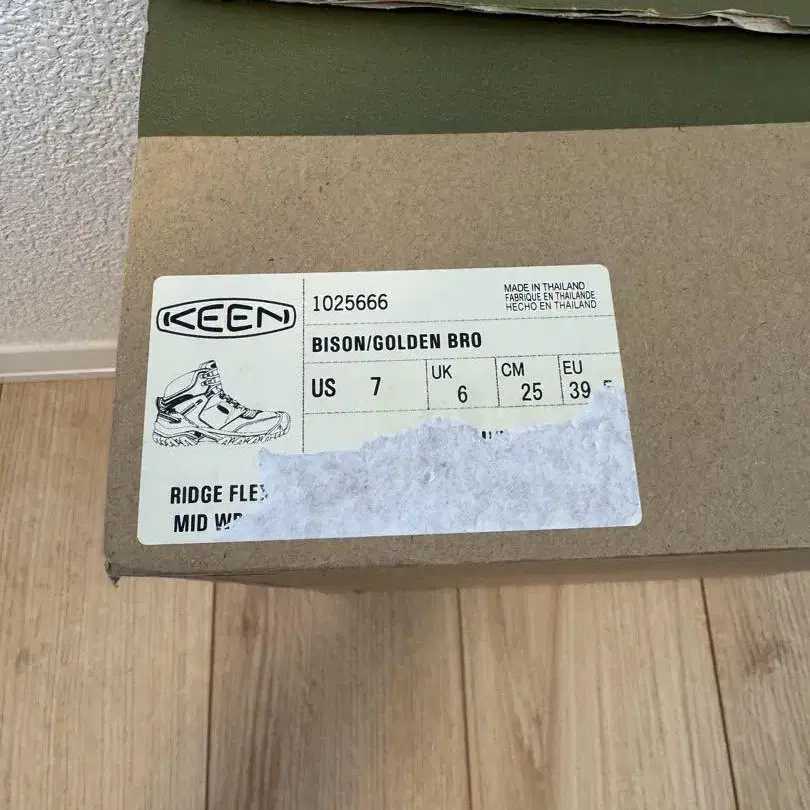 KEEN
1025666
MADE IN THAILAND
FABRIQUE EN THAILANDE
HECHO EN THAILAND
BISON/GOLDEN BRO
US 7
UK 6
CM 25
EU 39
RIDGE FLEX
MID WP